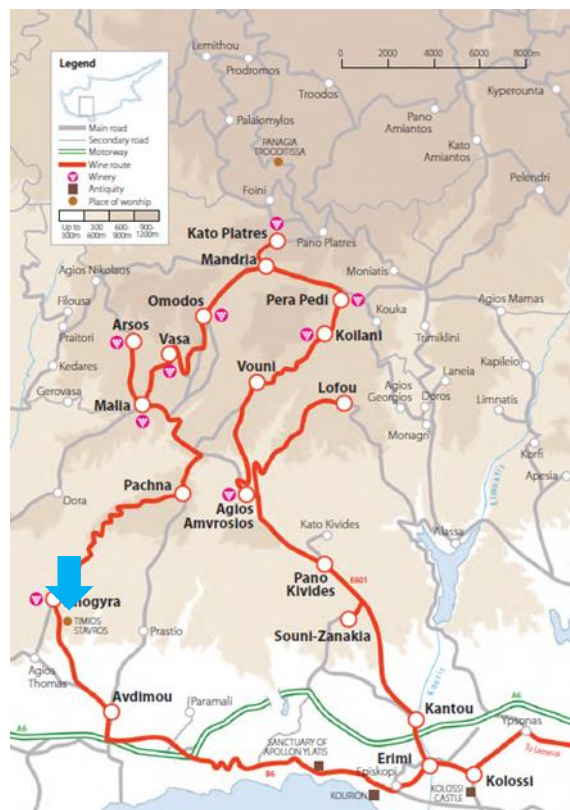 Legend
Main road
Secondary road
Motorway
Wine route
Winery
Antiquity
Place of worship
Up to
300m
300
600m
600-
900m
900-
1200m
0
2000
4000
6000
8000m
Lemithou
Prodromos
Troodos
Kyperounta
Pano
Amiantos
Palaiomylos
Kato
Amiantos
PANAGIA
TROODITISSA
Pelendri
Foini
Kato Platres
Pano Platres
Mandria
Moniatis
Agios Nikolaos
Omodos
Pera Pedi
Filousa
Kouka
Agios Mamas
Arsos
Vasa
Koilani
Trimiklini
Praitori
Kedares
Vouni
Laneia
Kapileio
Gerovasa
Malia
Lofou
Agios
Georgios
Doros
Limnatis
Monagri
Korfi
Apesia
Limnatis
Pachna
Dora
Agios
Amvrosios
Kato Kivides
Alassa
Pano
Kivides
E601
TIMIOS
STAVROS
Souni-Zanakia
Prastio
Agios
Thomas
Kouris
Avdimou
Paramali
Kantou
A6
A6
Ypsonas
To Lemesos
SANCTUARY OF
APOLLON YLATIS
Erimi
B6
Episkopi
Kolossi
KOLOSSI
CASTLE
KOURION